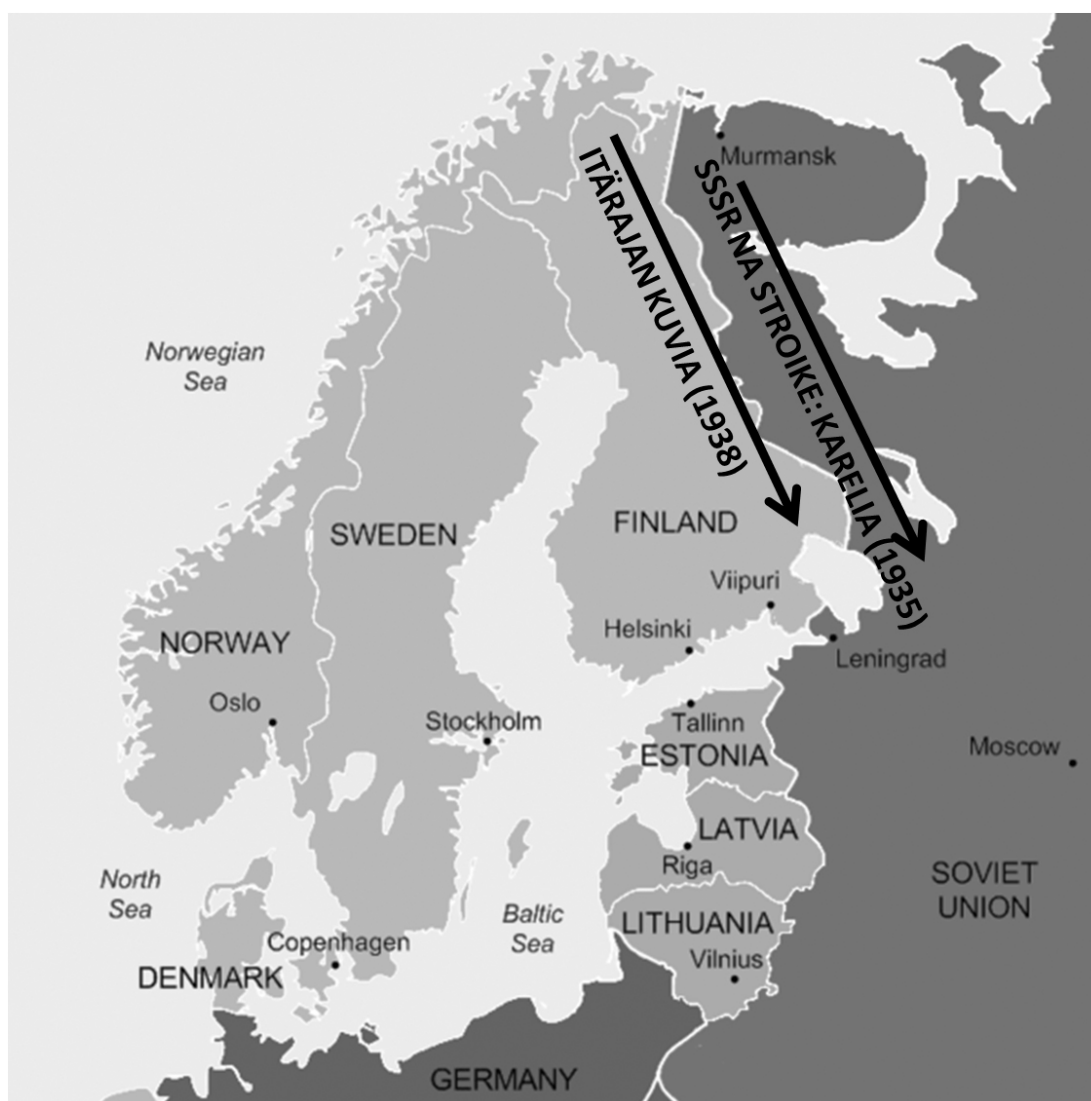 Murmansk
ITÄRAJAN KUVIA (1938)
SSSR NA STROIKE: KARELIA (1935)
Norwegian
Sea
SWEDEN
FINLAND
Viipuri
Helsinki
NORWAY
Leningrad
Oslo
Stockholm
Tallinn
ESTONIA
Moscow
LATVIA
Riga
North
Sea
SOVIET
UNION
Baltic
Sea
LITHUANIA
Copenhagen
Vilnius
DENMARK
GERMANY